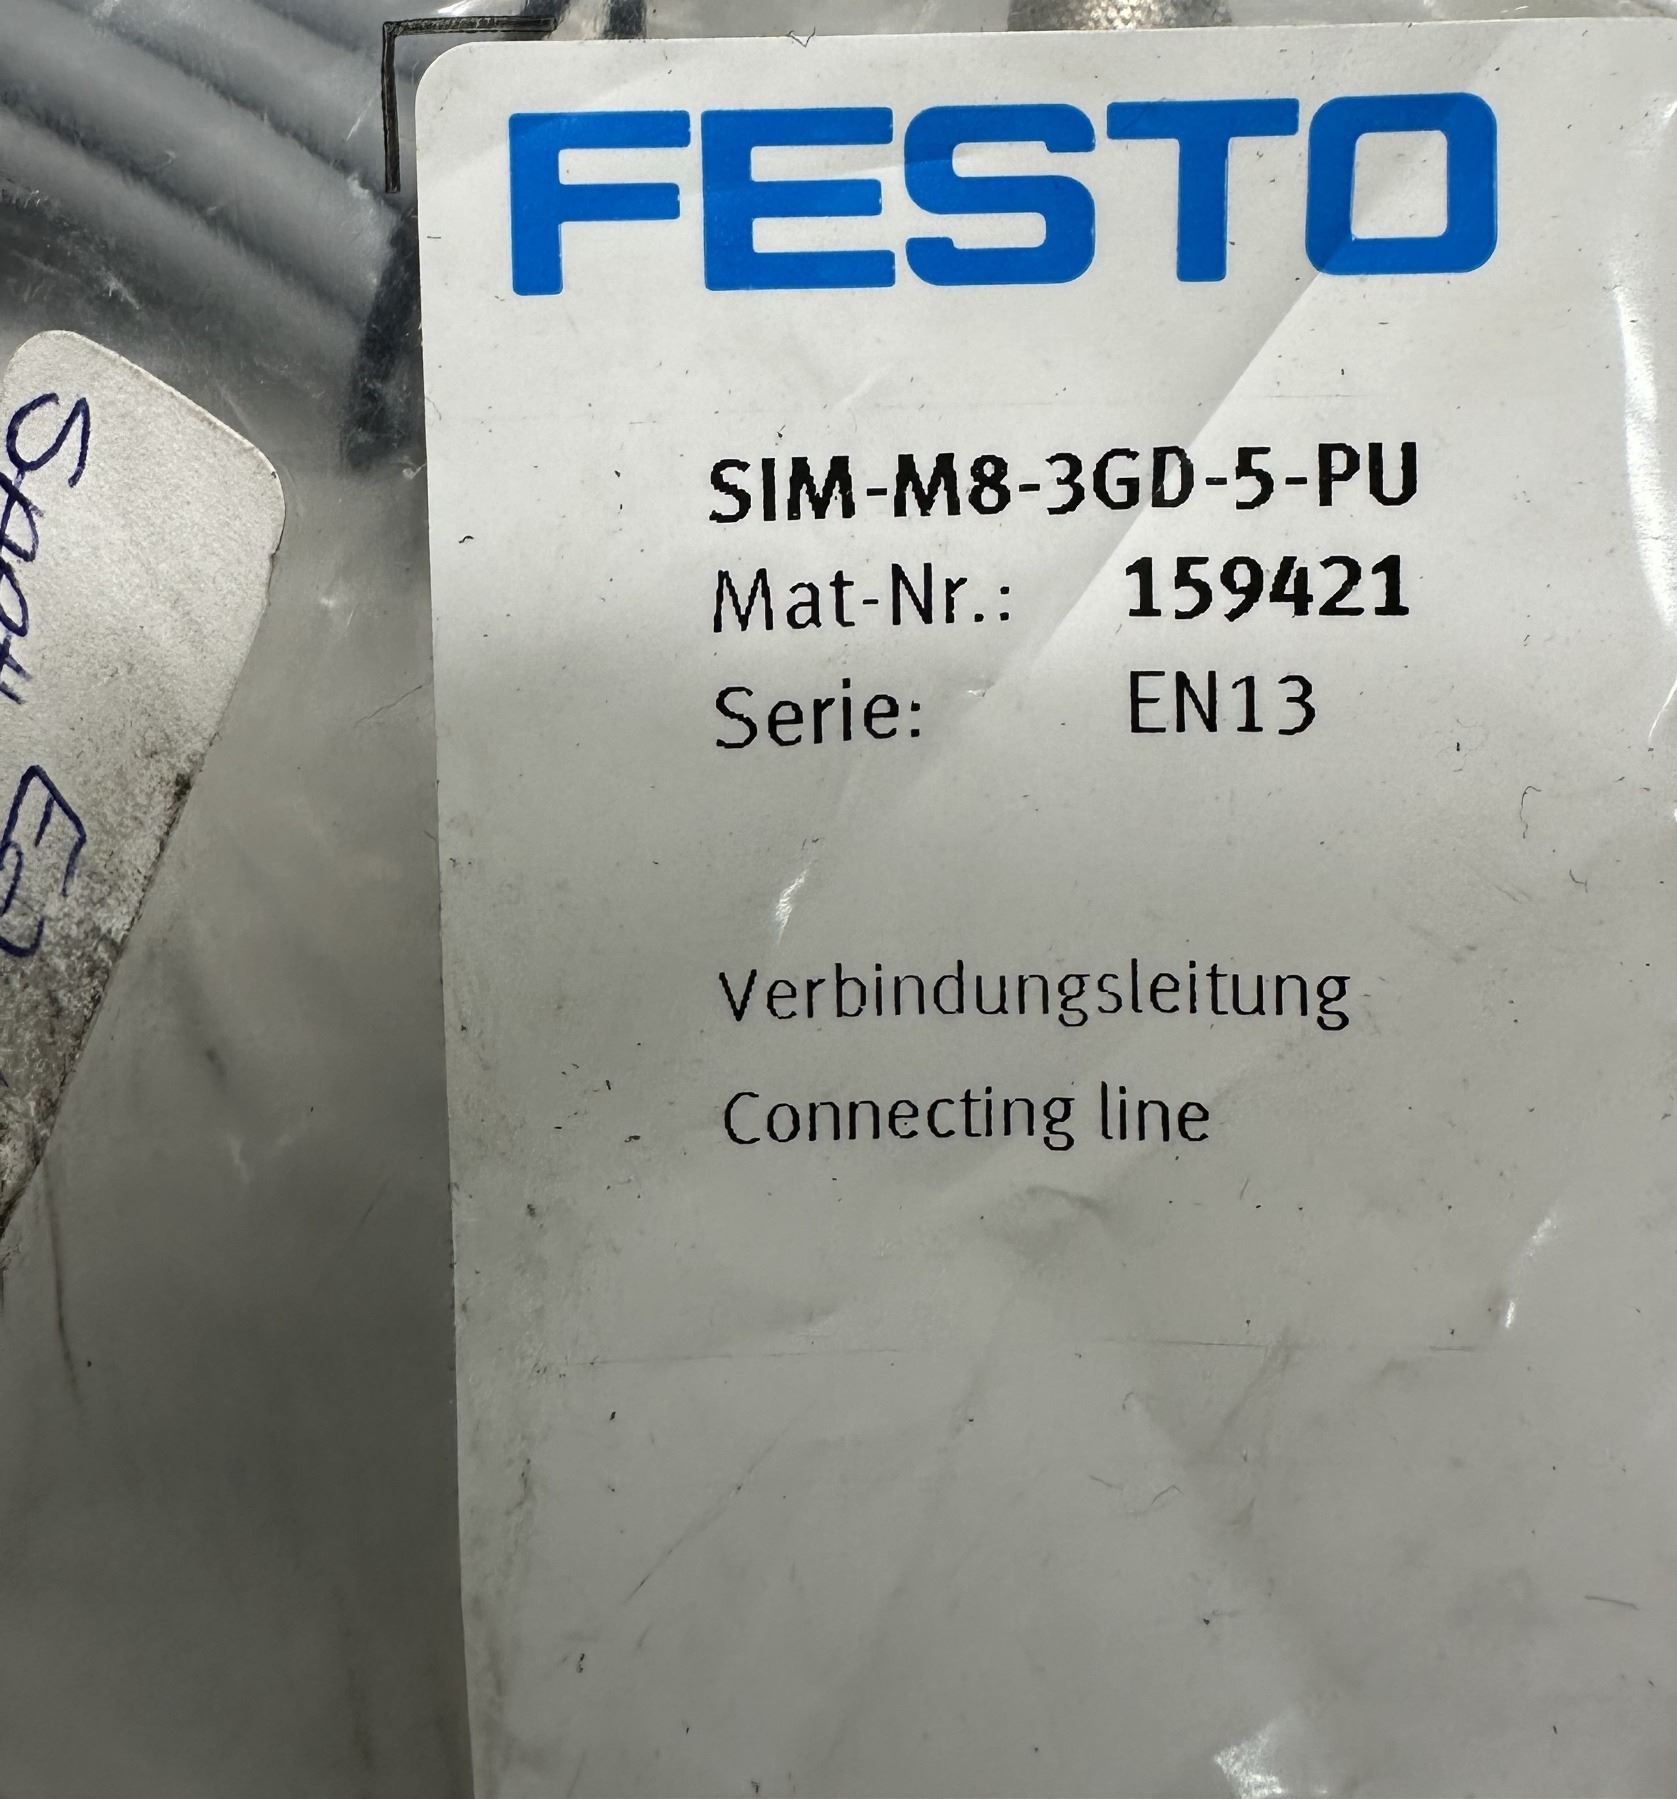 FESTO
SIM-M8-3GD-5-PU
Mat-Nr.: 159421
Serie: EN13
Verbindungsleitung
Connecting line